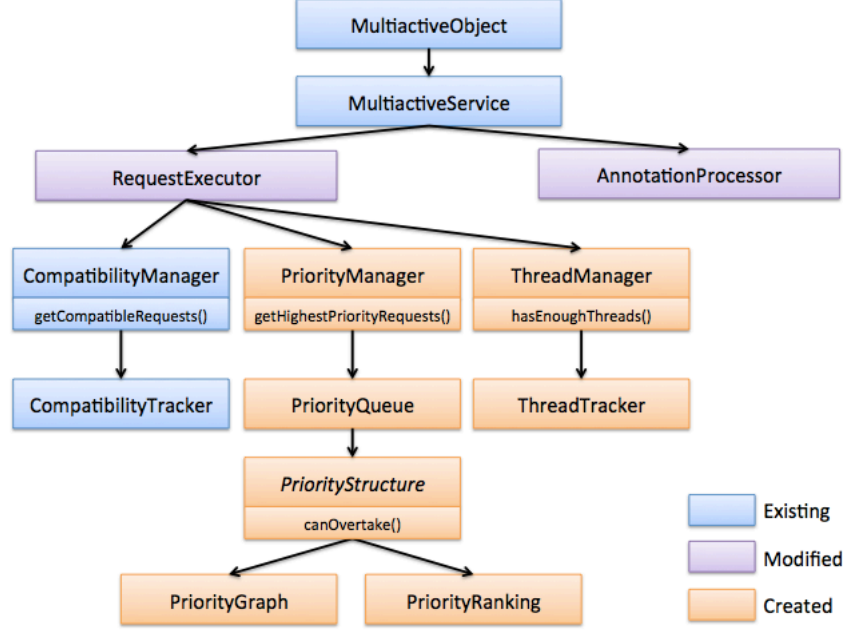 MultiactiveObject
MultiactiveService
RequestExecutor
AnnotationProcessor
CompatibilityManager
getCompatibleRequests()
PriorityManager
getHighestPriorityRequests()
ThreadManager
hasEnoughThreads()
CompatibilityTracker
PriorityQueue
ThreadTracker
PriorityStructure
canOvertake()
PriorityGraph
PriorityRanking
Existing
Modified
Created